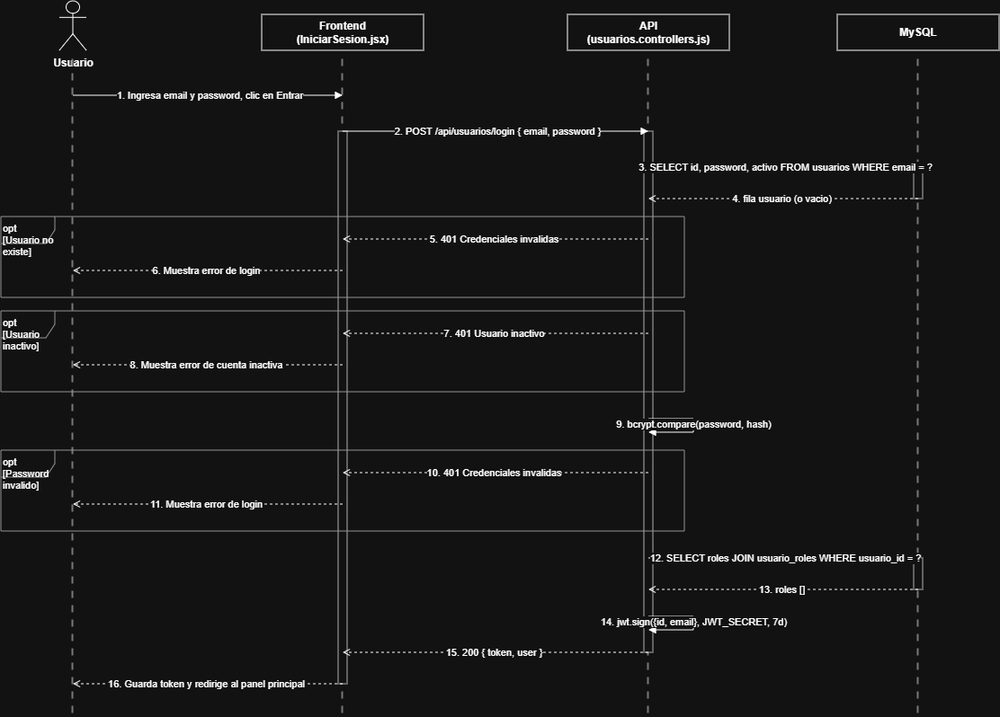 Frontend
(IniciarSesion.jsx)
API
(usuarios.controllers.js)
MySQL
Usuario
1. Ingresa email y password, clic en Entrar
2. POST /api/usuarios/login { email, password }
3. SELECT id, password, activo FROM usuarios WHERE email = ?
4. fila usuario (o vacio)
opt
[Usuario no
existe]
5. 401 Credenciales invalidas
6. Muestra error de login
opt
[Usuario
inactivo]
7. 401 Usuario inactivo
8. Muestra error de cuenta inactiva
9. bcrypt.compare(password, hash)
opt
[Password
invalido]
10. 401 Credenciales invalidas
11. Muestra error de login
12. SELECT roles JOIN usuario_roles WHERE usuario_id = ?
13. roles []
14. jwt.sign({id, email}, JWT_SECRET, 7d)
15. 200 { token, user }
16. Guarda token y redirige al panel principal